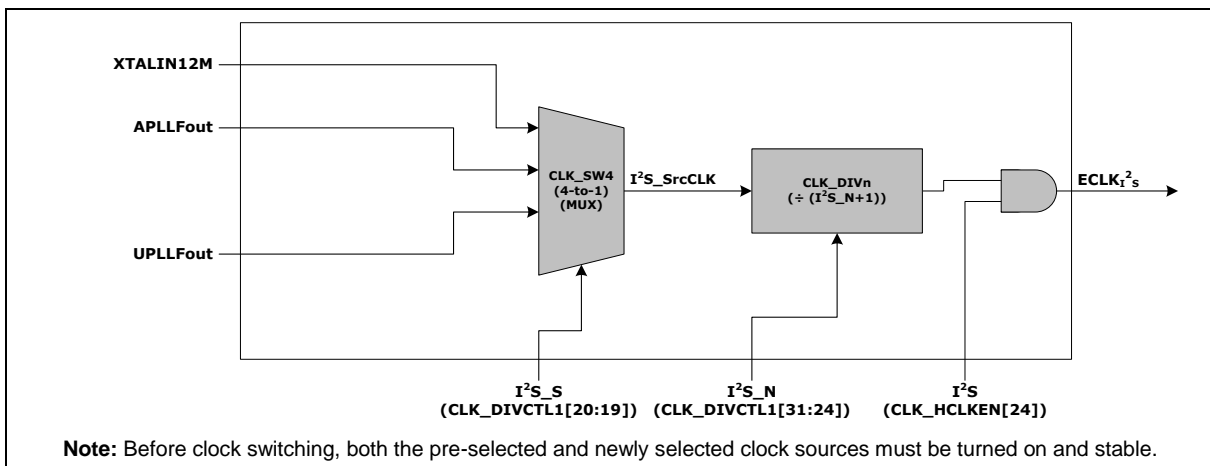 XTALIN12M
APLLFout
UPLLFout
CLK_SW4
(4-to-1)
(MUX)
I²S_SrcCLK
CLK_DIVn
(÷ (I²S_N+1))
ECLK_I²S
I²S_S
(CLK_DIVCTL1[20:19])
I²S_N
(CLK_DIVCTL1[31:24])
I²S
(CLK_HCLKEN[24])
Note: Before clock switching, both the pre-selected and newly selected clock sources must be turned on and stable.